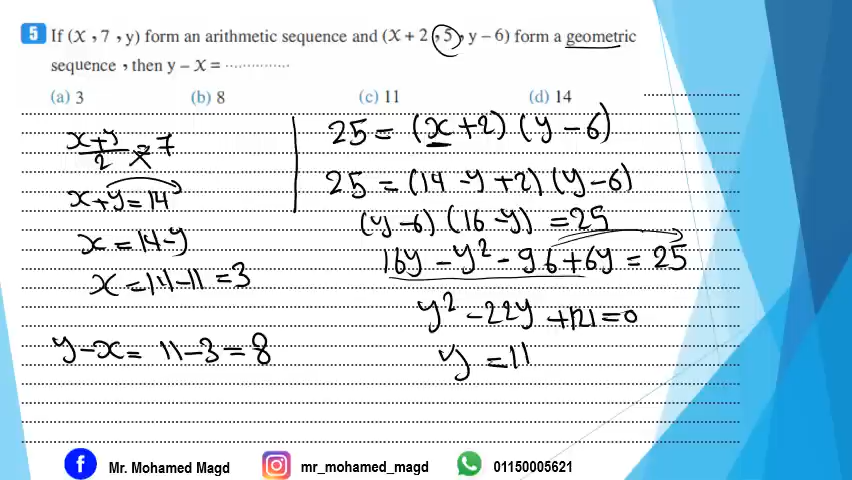 5 If (X , 7 , y) form an arithmetic sequence and (X + 2 , 5 , y – 6) form a geometric
sequence , then y – X = ...............
(a) 3 (b) 8 (c) 11 (d) 14
x+y/2 = 7
x+y=14
x=14-y
x=14-11=3
y-x= 11-3=8
25=(x+2)(y-6)
25=(14-y+2)(y-6)
(y-6)(16-y)=25
16y-y²-96+6y=25
y²-22y+121=0
y=11
Mr. Mohamed Magd mr_mohamed_magd 01150005621